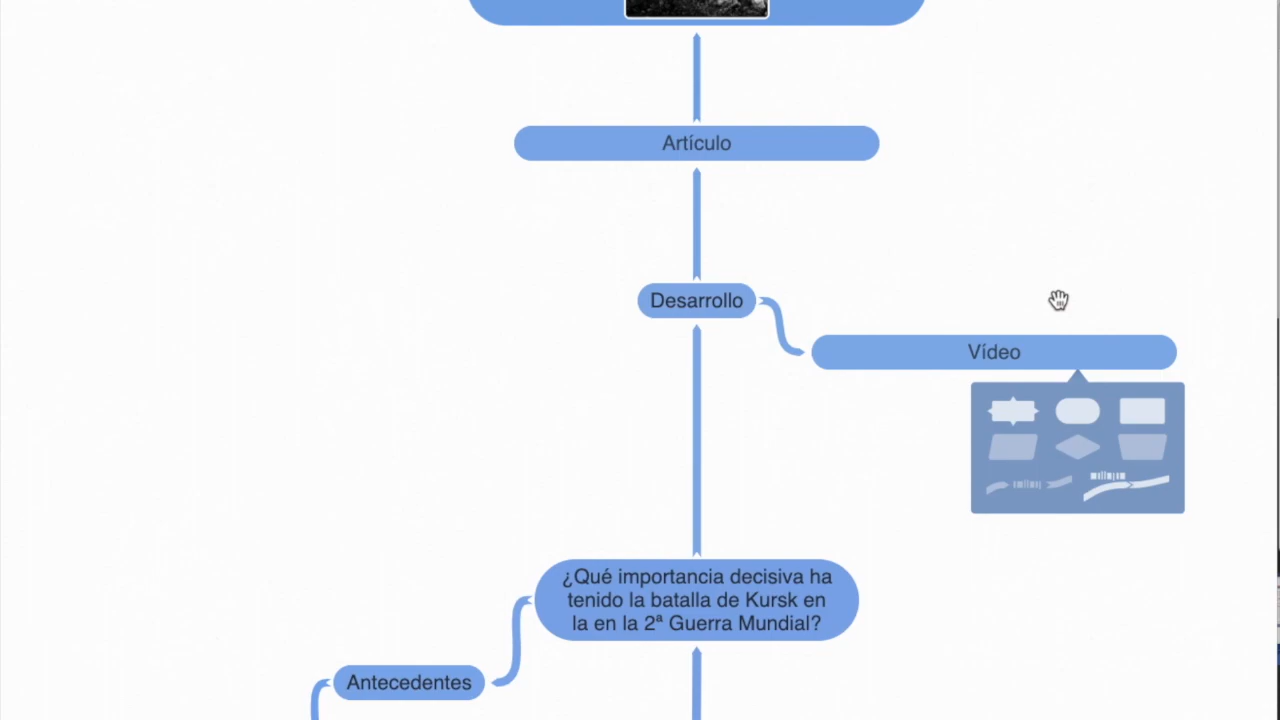 Artículo
Desarrollo
Vídeo
¿Qué importancia decisiva ha
tenido la batalla de Kursk en
la en la 2ª Guerra Mundial?
Antecedentes